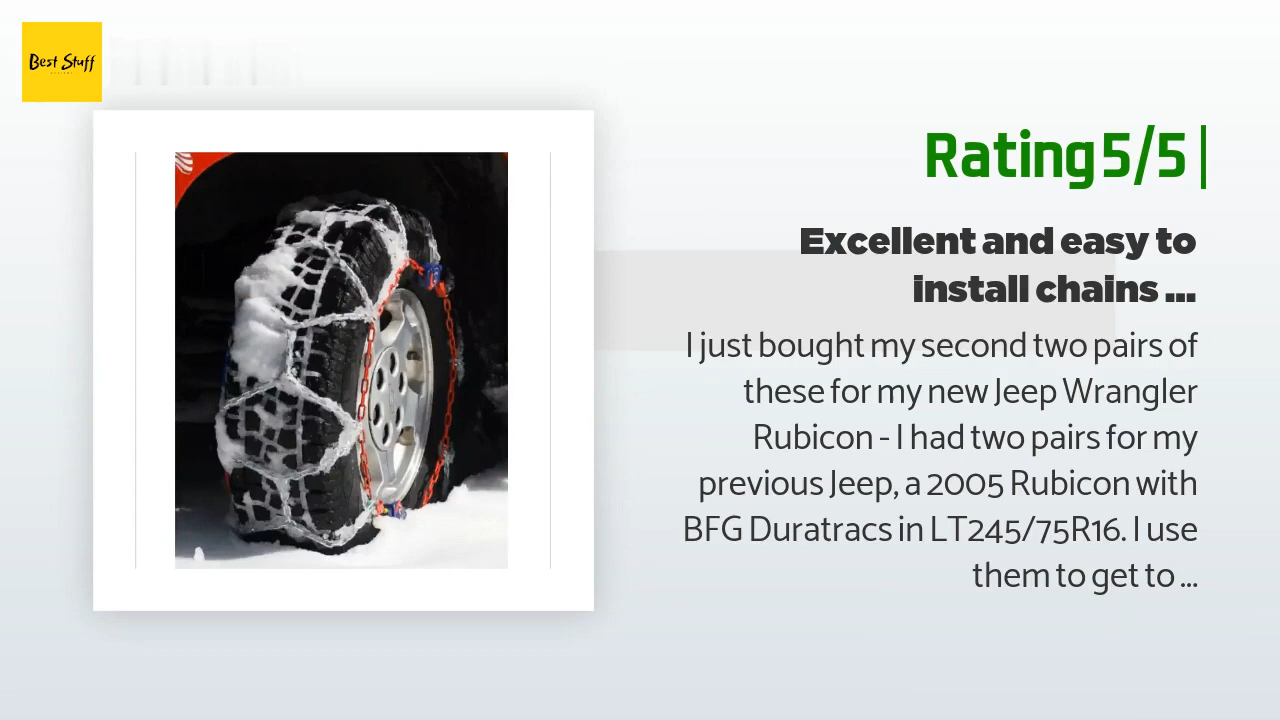 Best Stuff
Rating 5/5 |
Excellent and easy to
install chains ...
I just bought my second two pairs of
these for my new Jeep Wrangler
Rubicon - I had two pairs for my
previous Jeep, a 2005 Rubicon with
BFG Duratracs in LT245/75R16. I use
them to get to ...